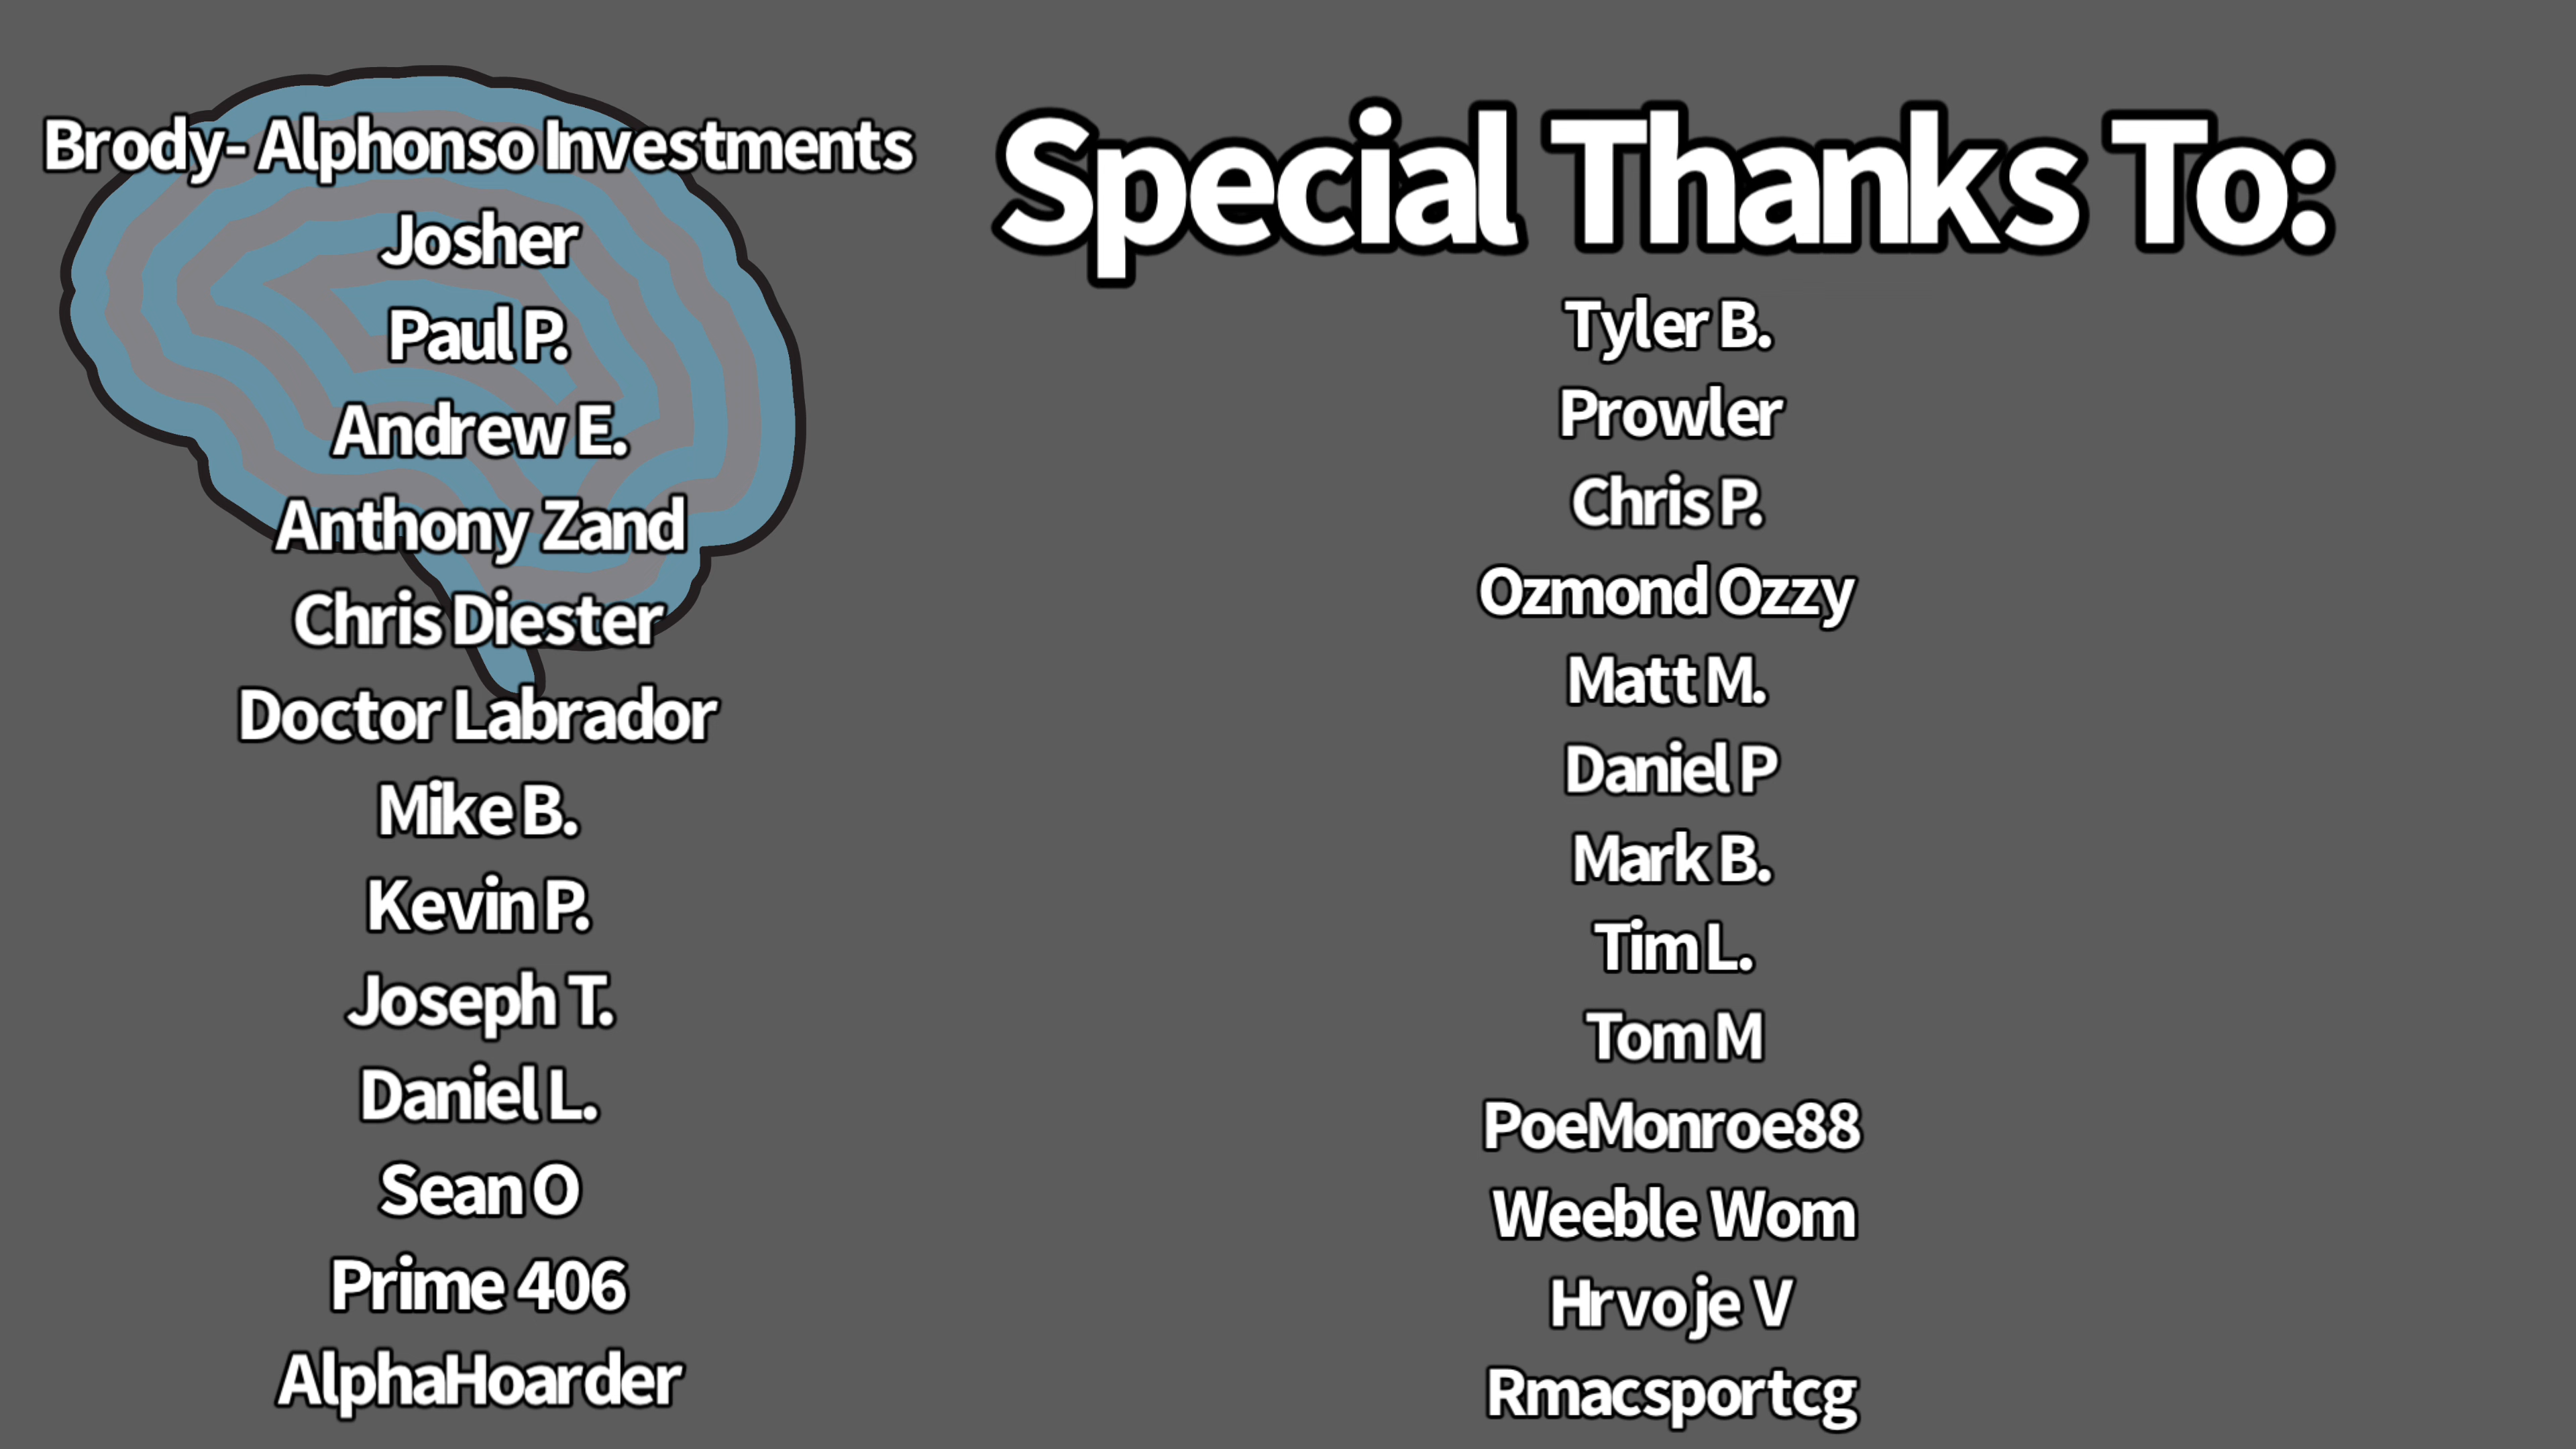 Brody- Alphonso Investments
Josher
Paul P.
Andrew E.
Anthony Zand
Chris Diester
Doctor Labrador
Mike B.
Kevin P.
Joseph T.
Daniel L.
Sean O
Prime 406
AlphaHoarder
Special Thanks To:
Tyler B.
Prowler
Chris P.
Ozmond Ozzy
Matt M.
Daniel P
Mark B.
Tim L.
Tom M
PoeMonroe88
Weeble Wom
Hrvoje V
Rmacsportcg